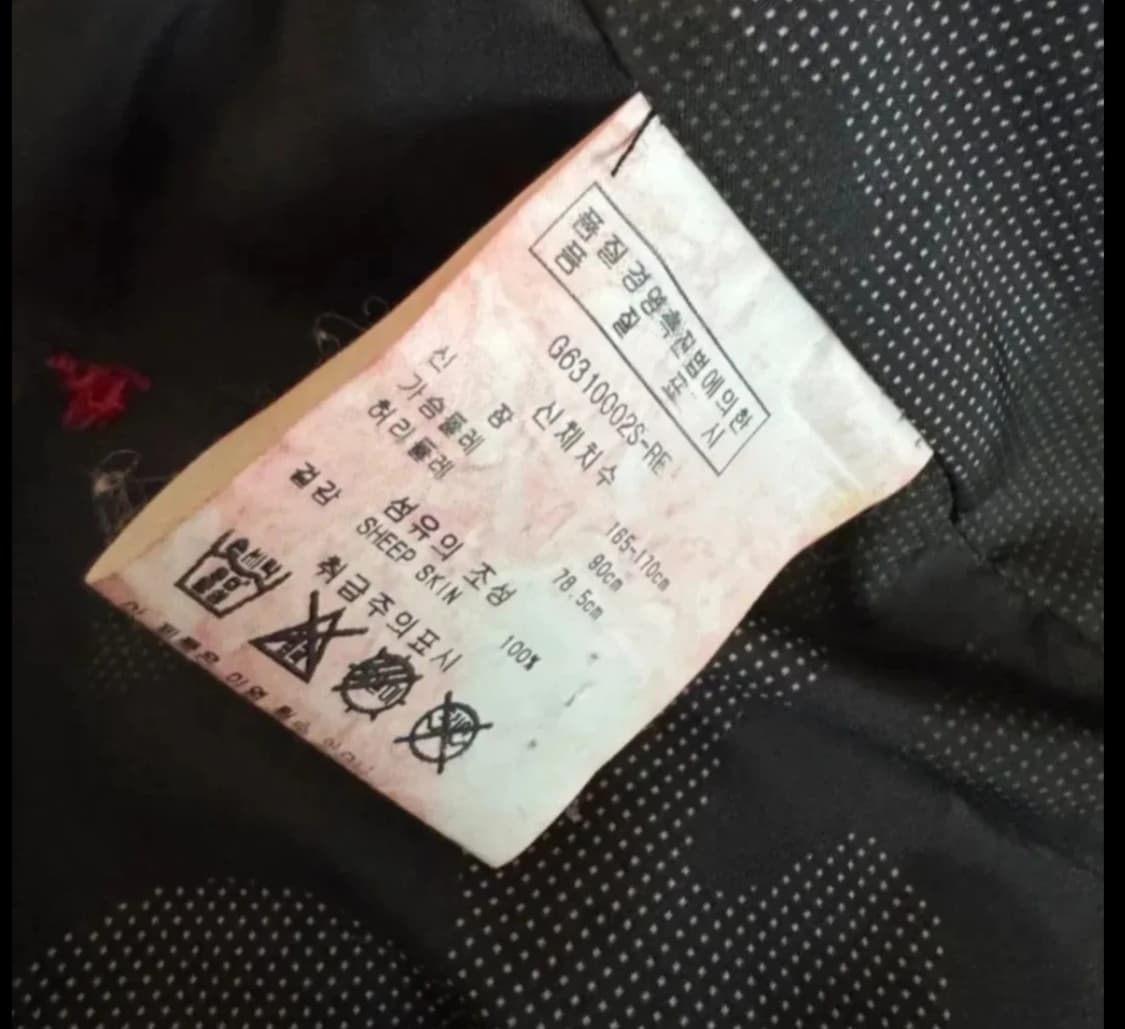 품질경영촉진법에의한
품 질 표 시
G6310002S-RE
신체치수
신 장 165-170cm
가슴둘레 90cm
허리둘레 78.5cm
섬유의 조성
겉감 SHEEP SKIN 100%
취급주의표시